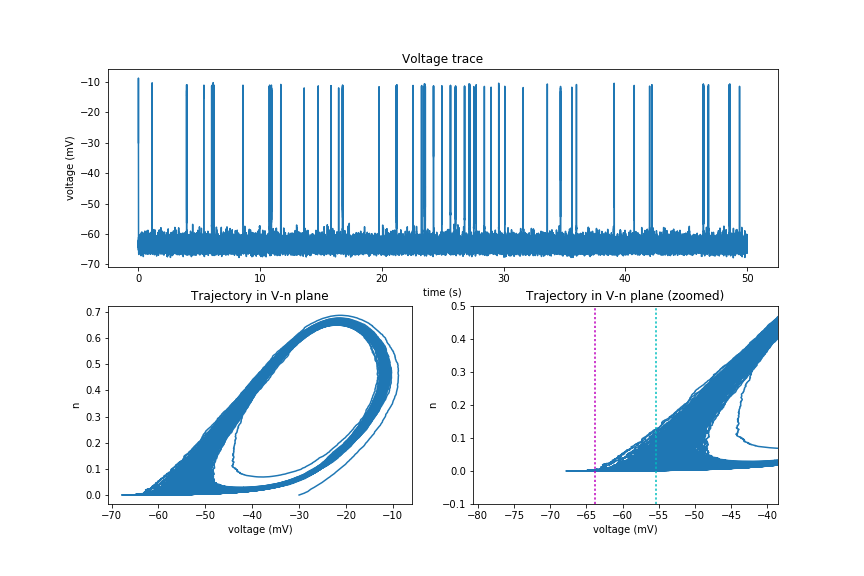 Voltage trace
voltage (mV)
−10
−20
−30
−40
−50
−60
−70
0 10 20 30 40 50
time (s)
Trajectory in V-n plane
n
0.7
0.6
0.5
0.4
0.3
0.2
0.1
0.0
−70 −60 −50 −40 −30 −20 −10
voltage (mV)
Trajectory in V-n plane (zoomed)
n
0.5
0.4
0.3
0.2
0.1
0.0
−0.1
−80 −75 −70 −65 −60 −55 −50 −45 −40
voltage (mV)